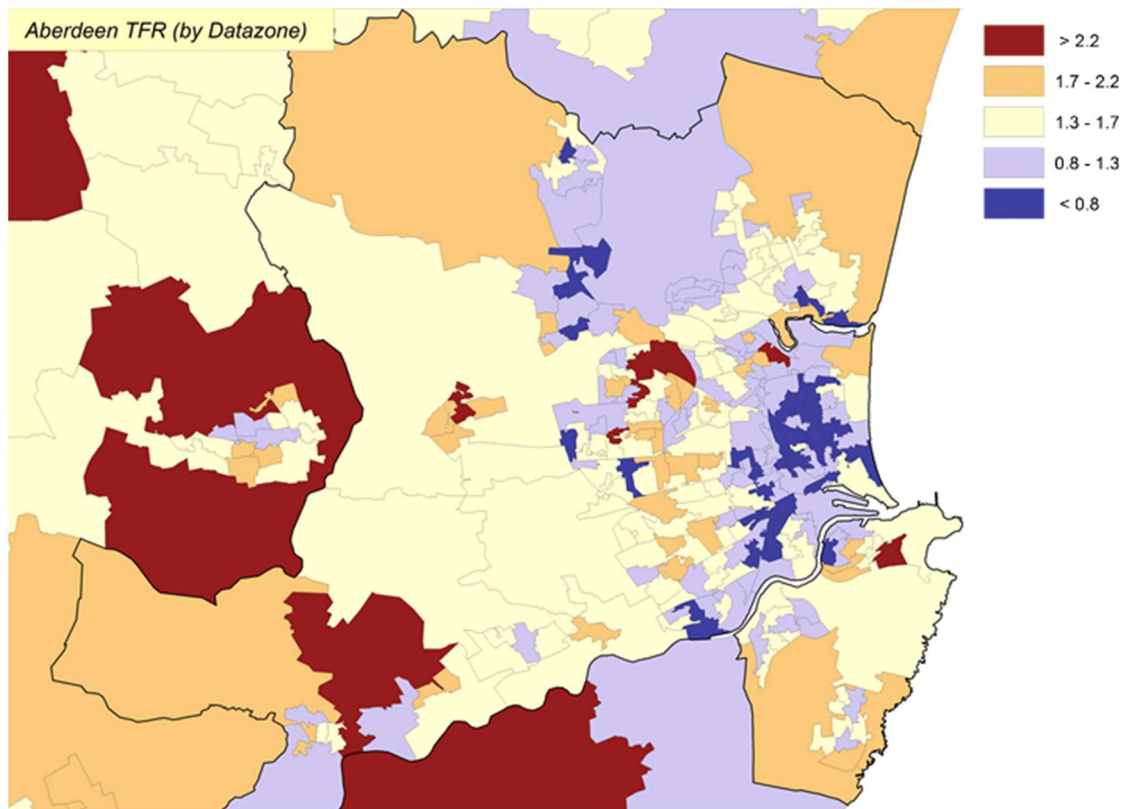 Aberdeen TFR (by Datazone)
> 2.2
1.7 - 2.2
1.3 - 1.7
0.8 - 1.3
< 0.8